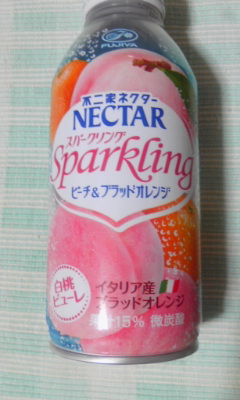 FUJIYA
不二家ネクター
NECTAR
スパークリング
Sparkling
ピーチ&ブラッドオレンジ
白桃
ピューレ
イタリア産
ブラッドオレンジ
果汁15% 微炭酸